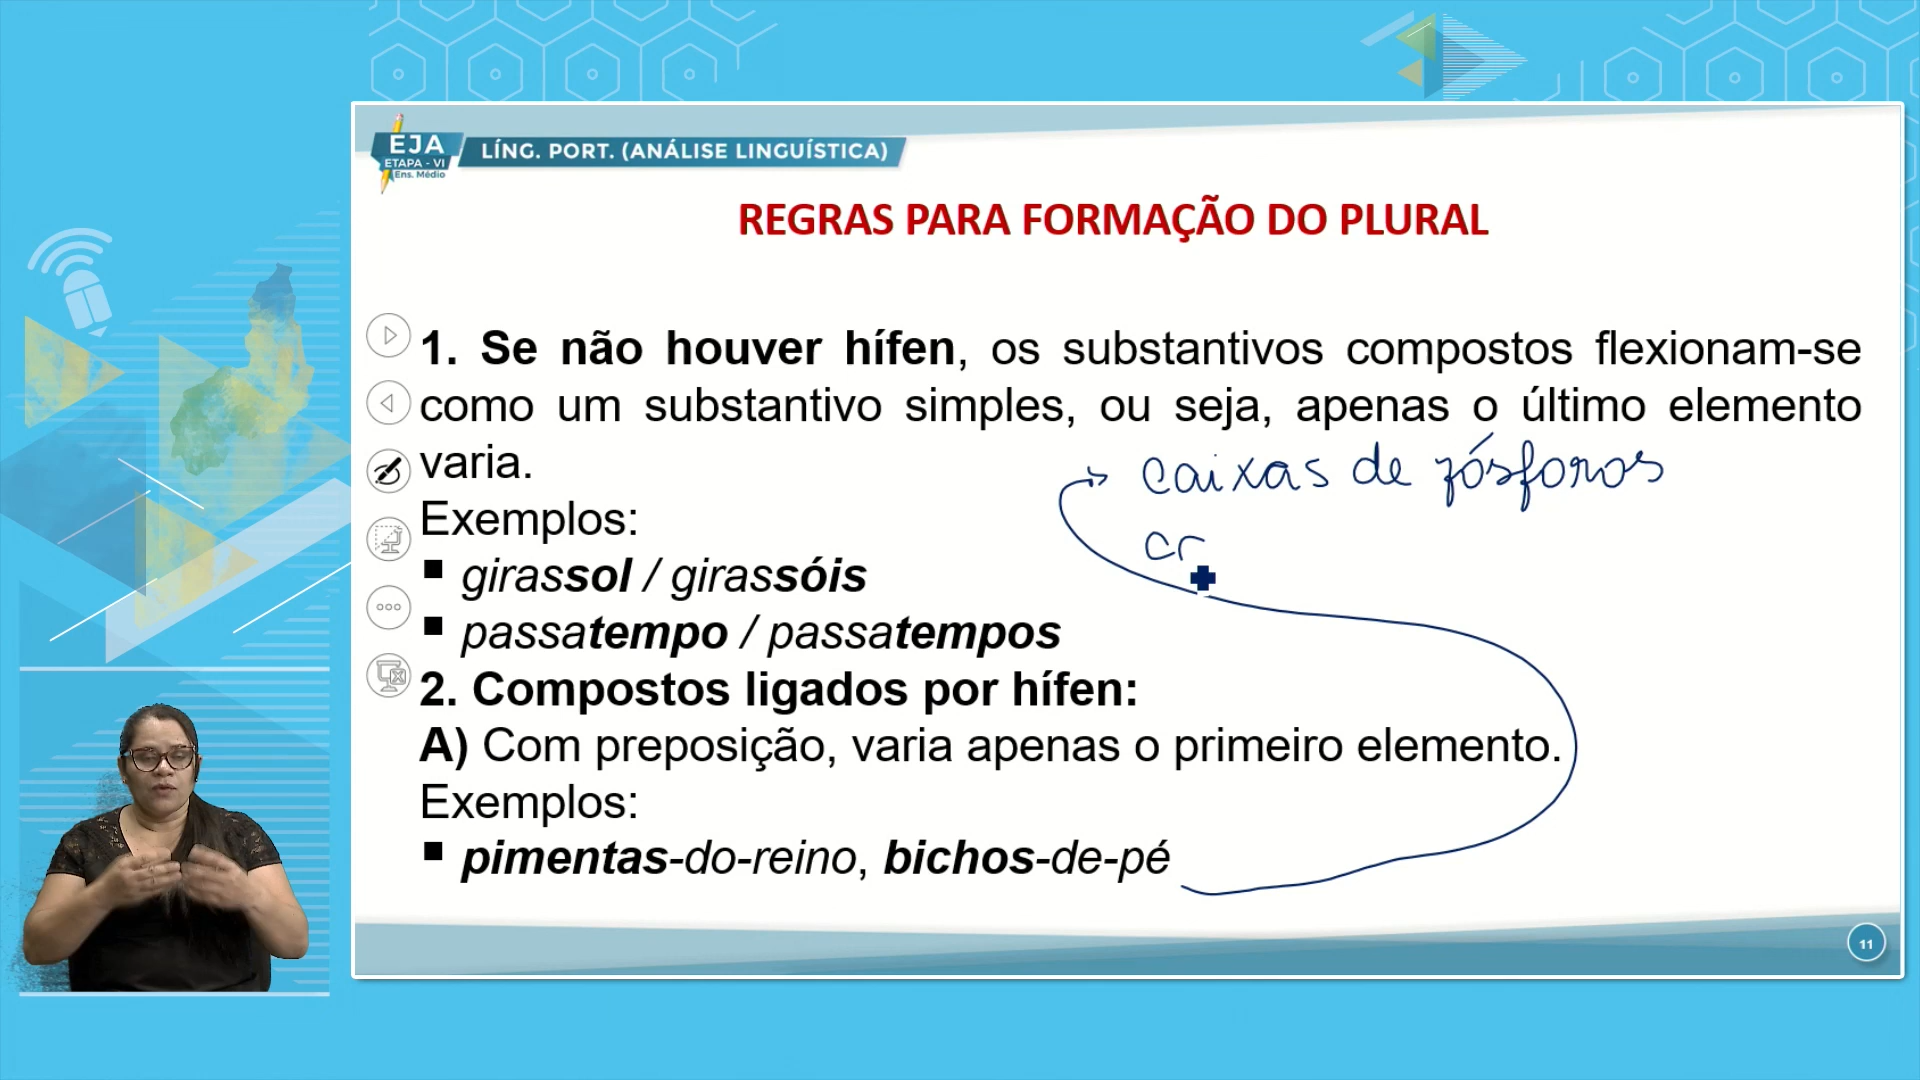 EJA
ETAPA - VI
Ens. Médio
LÍNG. PORT. (ANÁLISE LINGUÍSTICA)
REGRAS PARA FORMAÇÃO DO PLURAL
1. Se não houver hífen, os substantivos compostos flexionam-se
como um substantivo simples, ou seja, apenas o último elemento
varia.
caixas de fósforos
Exemplos:
cr
▪ girassol / girassóis
▪ passatempo / passatempos
2. Compostos ligados por hífen:
A) Com preposição, varia apenas o primeiro elemento.
Exemplos:
▪ pimentas-do-reino, bichos-de-pé
11